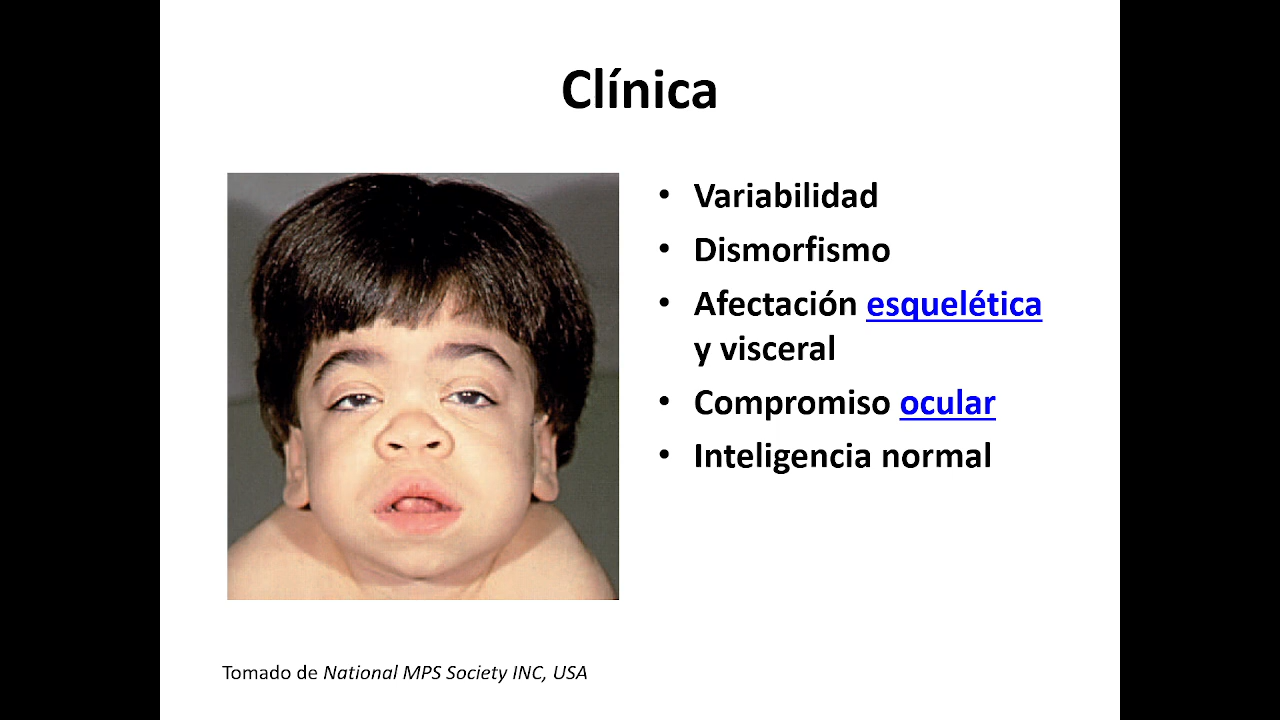 Clínica
• Variabilidad
• Dismorfismo
• Afectación esquelética
y visceral
• Compromiso ocular
• Inteligencia normal
Tomado de National MPS Society INC, USA